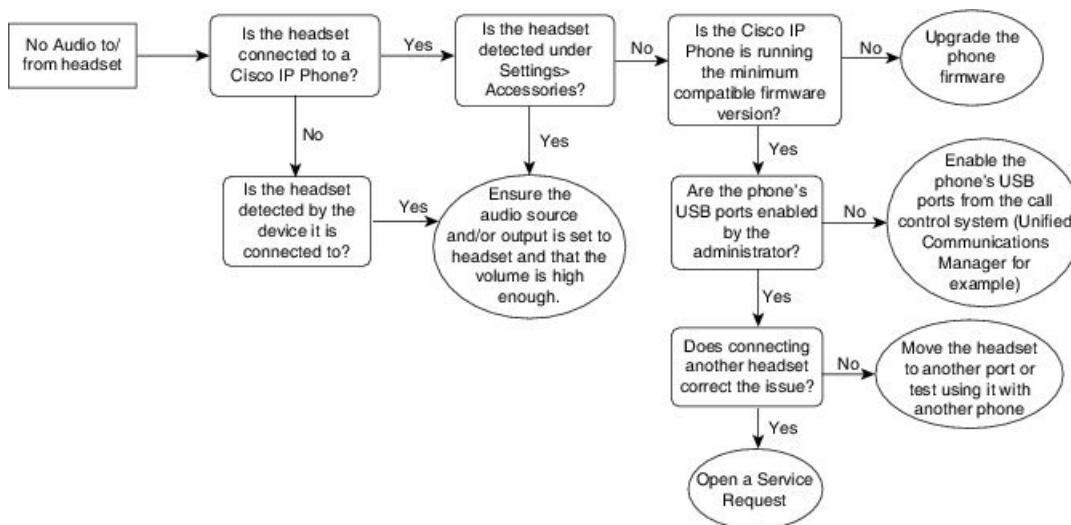 No Audio to/
from headset
Is the headset
connected to a
Cisco IP Phone?
Yes
Is the headset
detected under
Settings>
Accessories?
No
Is the Cisco IP
Phone is running
the minimum
compatible firmware
version?
No
Upgrade the
phone
firmware
No
Yes
Yes
Is the headset
detected by the
device it is
connected to?
Yes
Ensure the
audio source
and/or output is set to
headset and that the
volume is high
enough.
Are the phone's
USB ports enabled
by the
administrator?
No
Enable the
phone's USB
ports from the call
control system (Unified
Communications
Manager for
example)
Yes
Does connecting
another headset
correct the issue?
No
Move the headset
to another port or
test using it with
another phone
Yes
Open a Service
Request